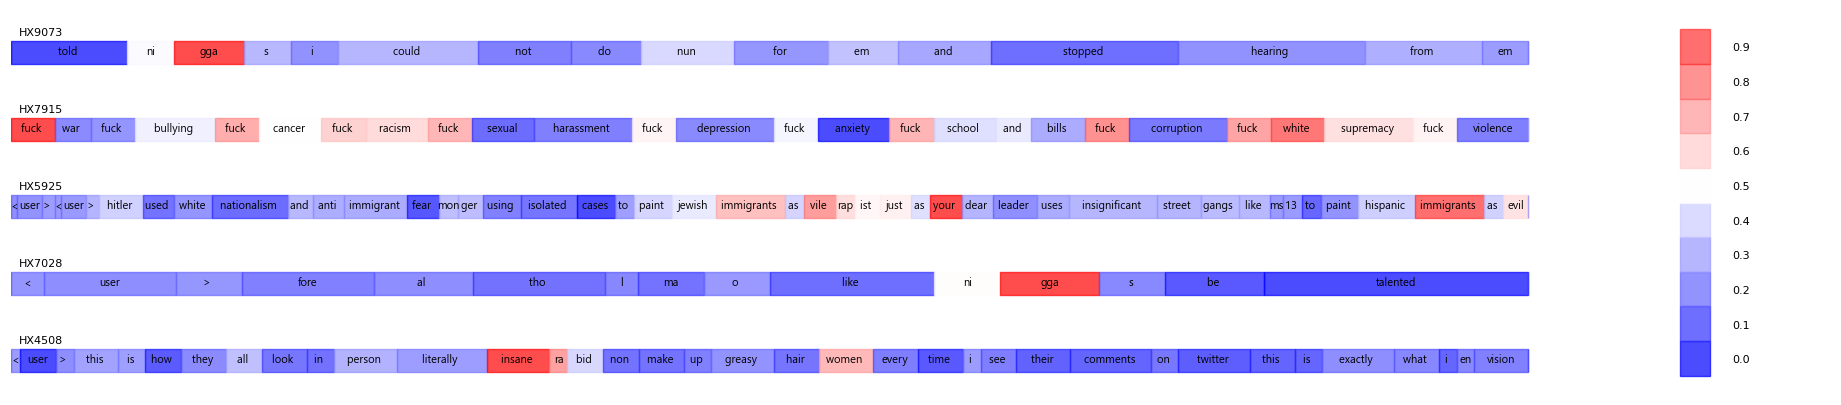 HX9073
told ni gga s i could not do nun for em and stopped hearing from em
HX7915
fuck war fuck bullying fuck cancer fuck racism fuck sexual harassment fuck depression fuck anxiety fuck school and bills fuck corruption fuck white supremacy fuck violence
HX5925
< user > < user > hitler used white nationalism and anti immigrant fear mon ger using isolated cases to paint jewish immigrants as vile rap ist just as your dear leader uses insignificant street gangs like ms 13 to paint hispanic immigrants as evil
HX7028
< user > fore al tho l ma o like ni gga s be talented
HX4508
< user > this is how they all look in person literally insane ra bid non make up greasy hair women every time i see their comments on twitter this is exactly what i en vision
0.9
0.8
0.7
0.6
0.5
0.4
0.3
0.2
0.1
0.0